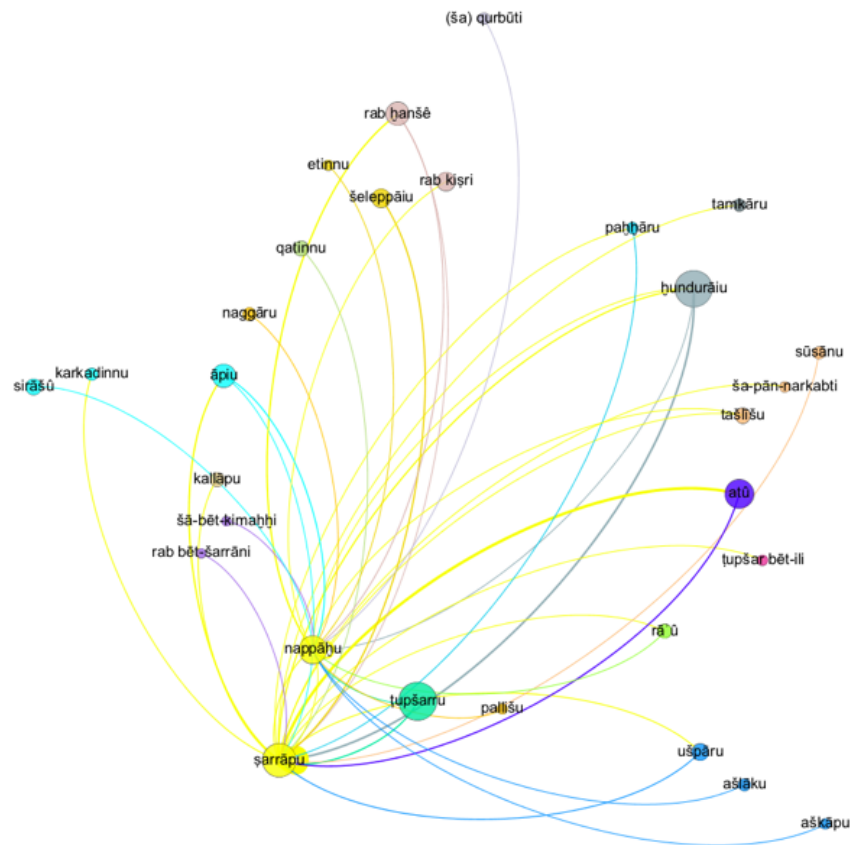 (ša) qurbūti
rab ḫanšê
etinnu
rab kiṣri
šeleppāiu
tamkāru
paḫḫāru
qatinnu
ḫundurāiu
naggāru
sūsānu
karkadinnu
āpiu
sirāšû
ša-pān-narkabti
tašlīšu
kallāpu
atû
šā-bēt-kimaḫḫi
rab bēt-šarrāni
ṭupšar bēt-ili
rā û
nappāḫu
ṭupšarru
pallišu
ušpāru
ṣarrāpu
ašlāku
aškāpu